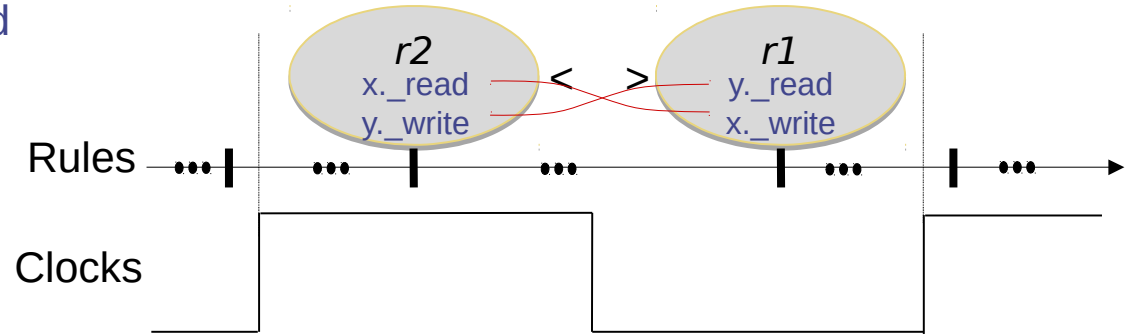 d
r2
x._read
y._write
<
>
r1
y._read
x._write
Rules
Clocks